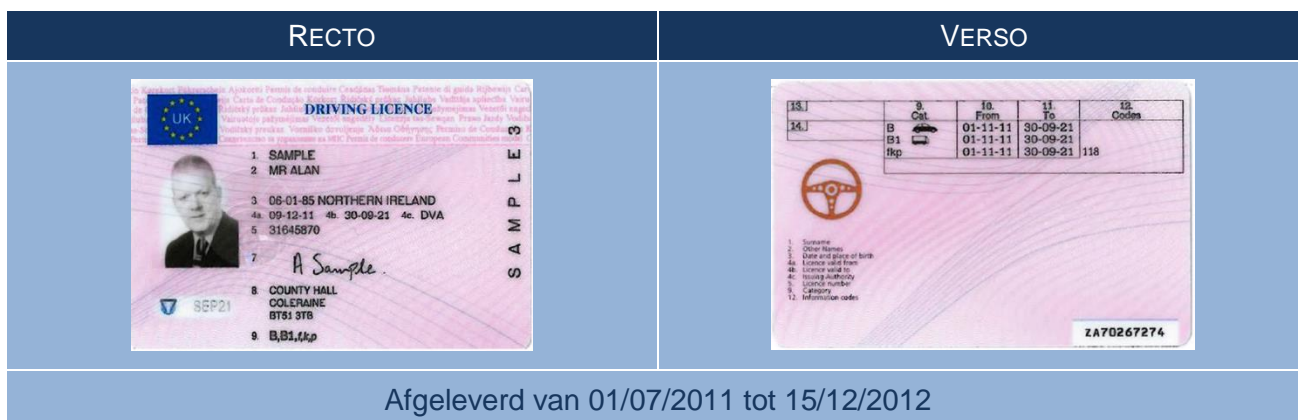 RECTO
VERSO
DRIVING LICENCE
UK
1 SAMPLE
2 MR ALAN
3 06-01-85 NORTHERN IRELAND
4a. 09-12-11 4b. 30-09-21 4c. DVA
5 31645870
7 A Sample.
8 COUNTY HALL
COLERAINE
BT51 3TB
9. B,B1,f,k,p
SEP21
SAMPLE3
13. 9. Cat. 10. From 11. To 12. Codes
14. B 01-11-11 30-09-21
B1 01-11-11 30-09-21
fkp 01-11-11 30-09-21 118
1. Surname
2. Other Names
3. Date and place of birth
4a. Licence valid from
4b. Licence valid to
4c. Issuing Authority
5. Licence number
9. Category
12. Information codes
ZA70267274
Afgeleverd van 01/07/2011 tot 15/12/2012